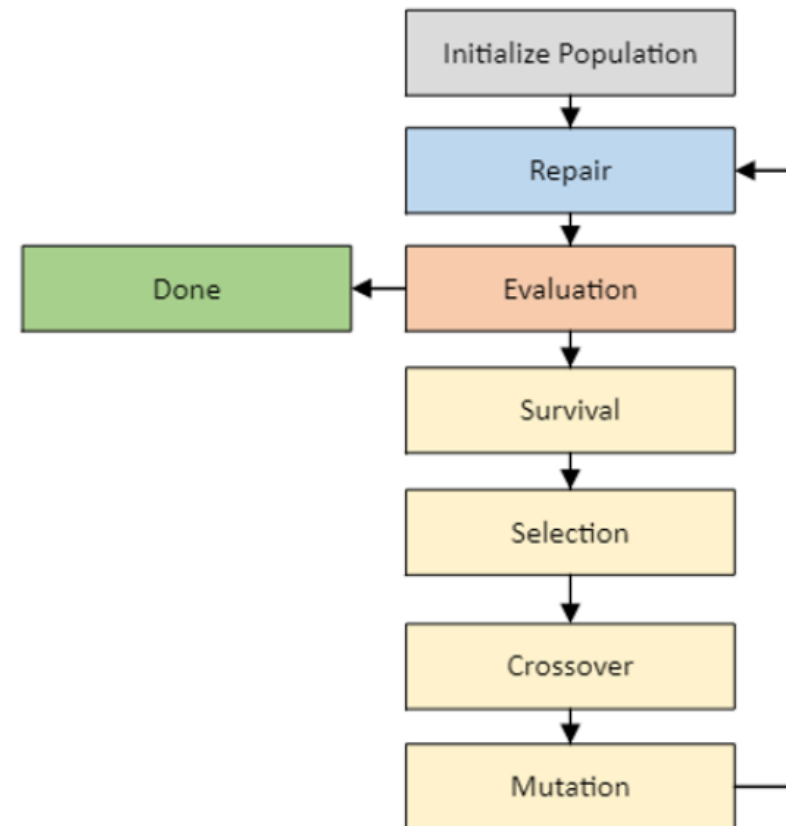 Initialize Population
Repair
Done
Evaluation
Survival
Selection
Crossover
Mutation